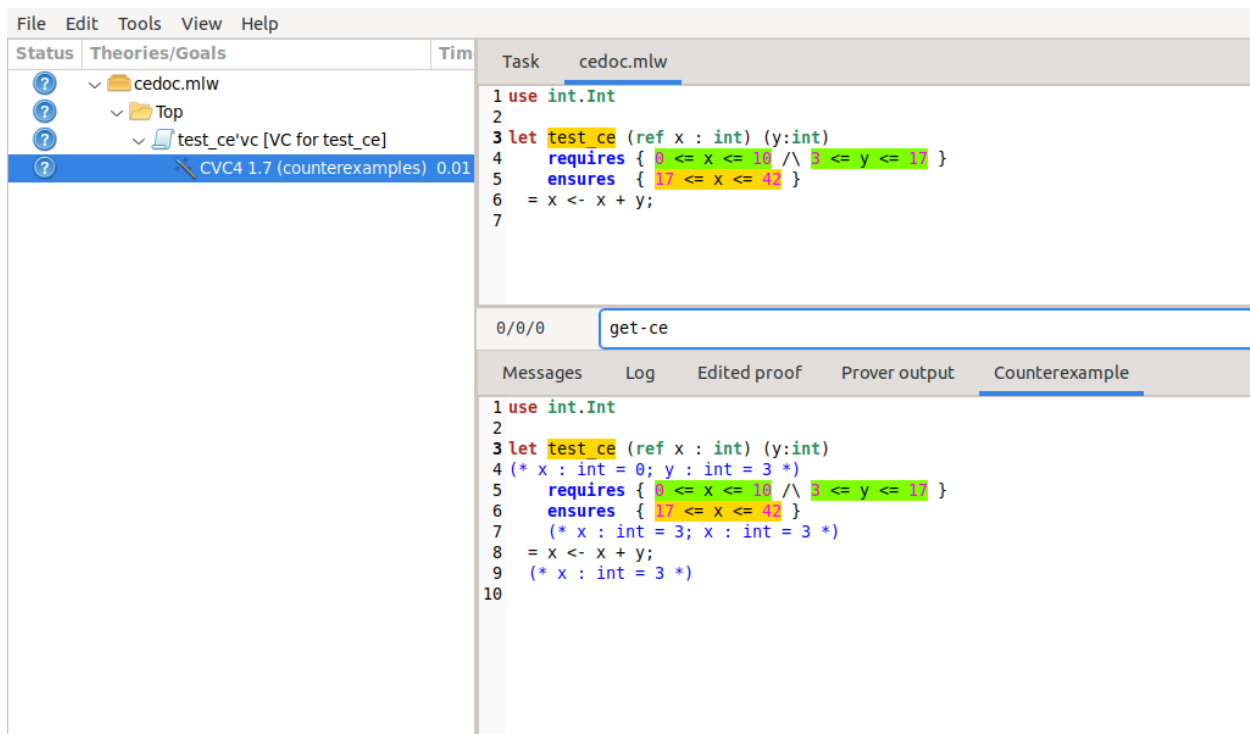 File Edit Tools View Help
Status Theories/Goals Tim
cedoc.mlw
Top
test_ce'vc [VC for test_ce]
CVC4 1.7 (counterexamples) 0.01
Task cedoc.mlw
1 use int.Int
2
3 let test_ce (ref x : int) (y:int)
4 requires { 0 <= x <= 10 /\ 3 <= y <= 17 }
5 ensures { 17 <= x <= 42 }
6 = x <- x + y;
7
0/0/0 get-ce
Messages Log Edited proof Prover output Counterexample
1 use int.Int
2
3 let test_ce (ref x : int) (y:int)
4 (* x : int = 0; y : int = 3 *)
5 requires { 0 <= x <= 10 /\ 3 <= y <= 17 }
6 ensures { 17 <= x <= 42 }
7 (* x : int = 3; x : int = 3 *)
8 = x <- x + y;
9 (* x : int = 3 *)
10